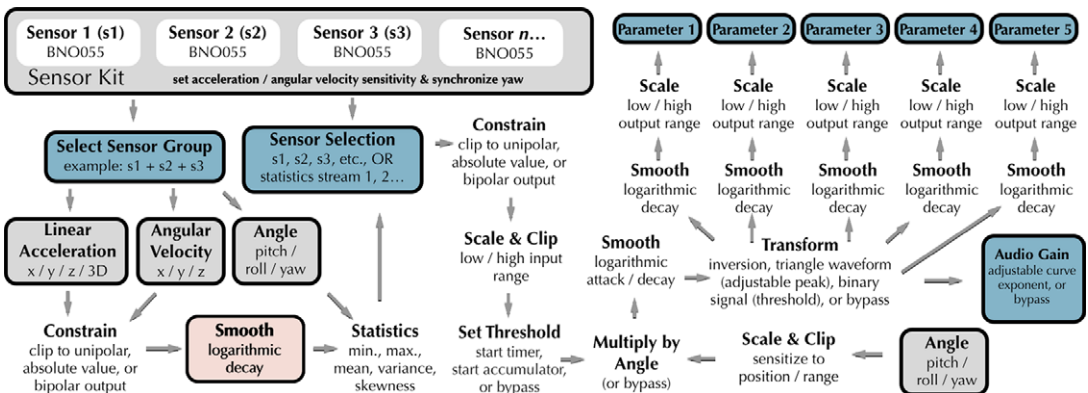 Sensor 1 (s1)
BNO055
Sensor 2 (s2)
BNO055
Sensor 3 (s3)
BNO055
Sensor n...
BNO055
Sensor Kit
set acceleration / angular velocity sensitivity & synchronize yaw
Select Sensor Group
example: s1 + s2 + s3
Sensor Selection
s1, s2, s3, etc., OR
statistics stream 1, 2...
Linear
Acceleration
x / y / z / 3D
Angular
Velocity
x / y / z
Angle
pitch /
roll / yaw
Constrain
clip to unipolar,
absolute value, or
bipolar output
Smooth
logarithmic
decay
Statistics
min., max.,
mean, variance,
skewness
Constrain
clip to unipolar,
absolute value, or
bipolar output
Scale & Clip
low / high input
range
Set Threshold
start timer,
start accumulator,
or bypass
Multiply by
Angle
(or bypass)
Scale & Clip
sensitize to
position / range
Angle
pitch /
roll / yaw
Smooth
logarithmic
attack / decay
Transform
inversion, triangle waveform
(adjustable peak), binary
signal (threshold), or bypass
Audio Gain
adjustable curve
exponent, or
bypass
Smooth
logarithmic
decay
Smooth
logarithmic
decay
Smooth
logarithmic
decay
Smooth
logarithmic
decay
Smooth
logarithmic
decay
Scale
low / high
output range
Scale
low / high
output range
Scale
low / high
output range
Scale
low / high
output range
Scale
low / high
output range
Parameter 1
Parameter 2
Parameter 3
Parameter 4
Parameter 5